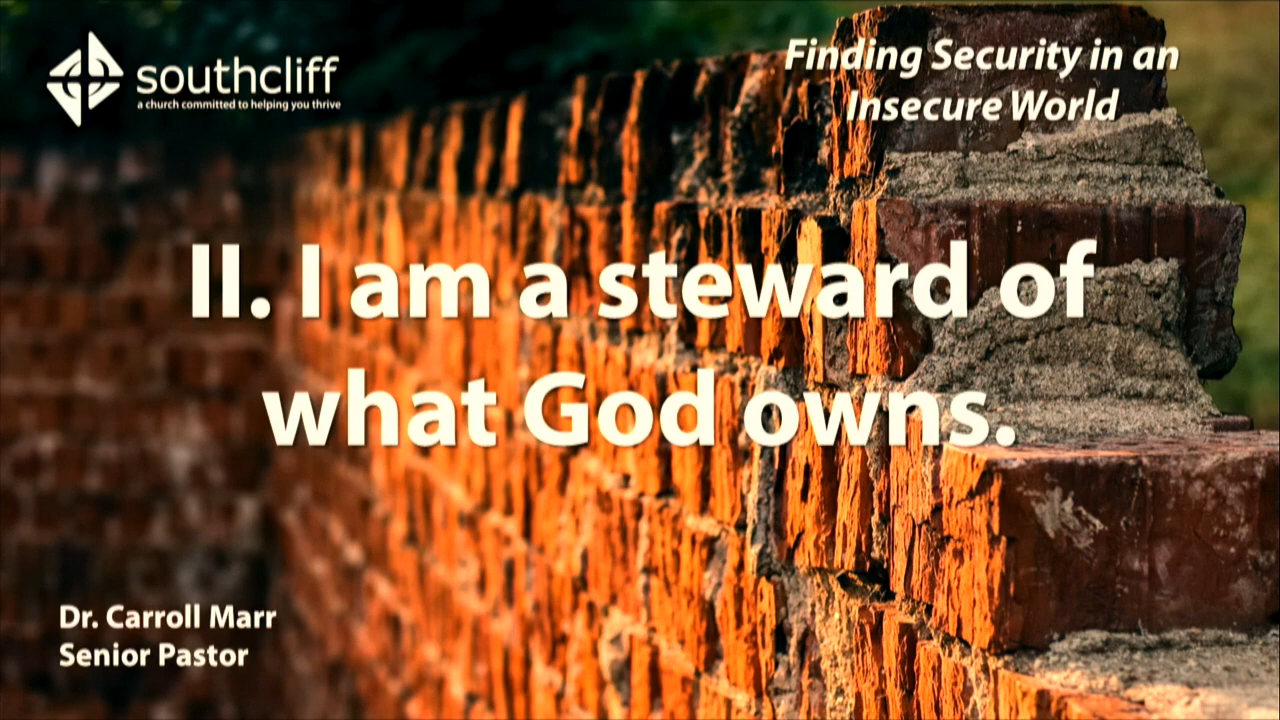 southcliff
a church committed to helping you thrive
Finding Security in an
Insecure World
II. I am a steward of
what God owns.
Dr. Carroll Marr
Senior Pastor